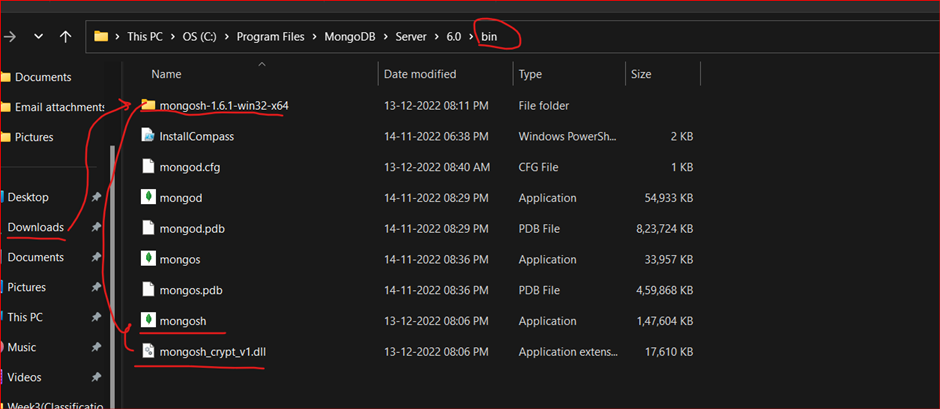 This PC > OS (C:) > Program Files > MongoDB > Server > 6.0 > bin
Name Date modified Type Size
Documents
Email attachments
Pictures
Desktop
Downloads
Documents
Pictures
This PC
Music
Videos
Week3(Classificatio
mongosh-1.6.1-win32-x64 13-12-2022 08:11 PM File folder
InstallCompass 14-11-2022 06:38 PM Windows PowerSh... 2 KB
mongod.cfg 13-12-2022 08:40 AM CFG File 1 KB
mongod 14-11-2022 08:29 PM Application 54,933 KB
mongod.pdb 14-11-2022 08:29 PM PDB File 8,23,724 KB
mongos 14-11-2022 08:36 PM Application 33,957 KB
mongos.pdb 14-11-2022 08:36 PM PDB File 4,59,868 KB
mongosh 13-12-2022 08:06 PM Application 1,47,604 KB
mongosh_crypt_v1.dll 13-12-2022 08:06 PM Application extens... 17,610 KB